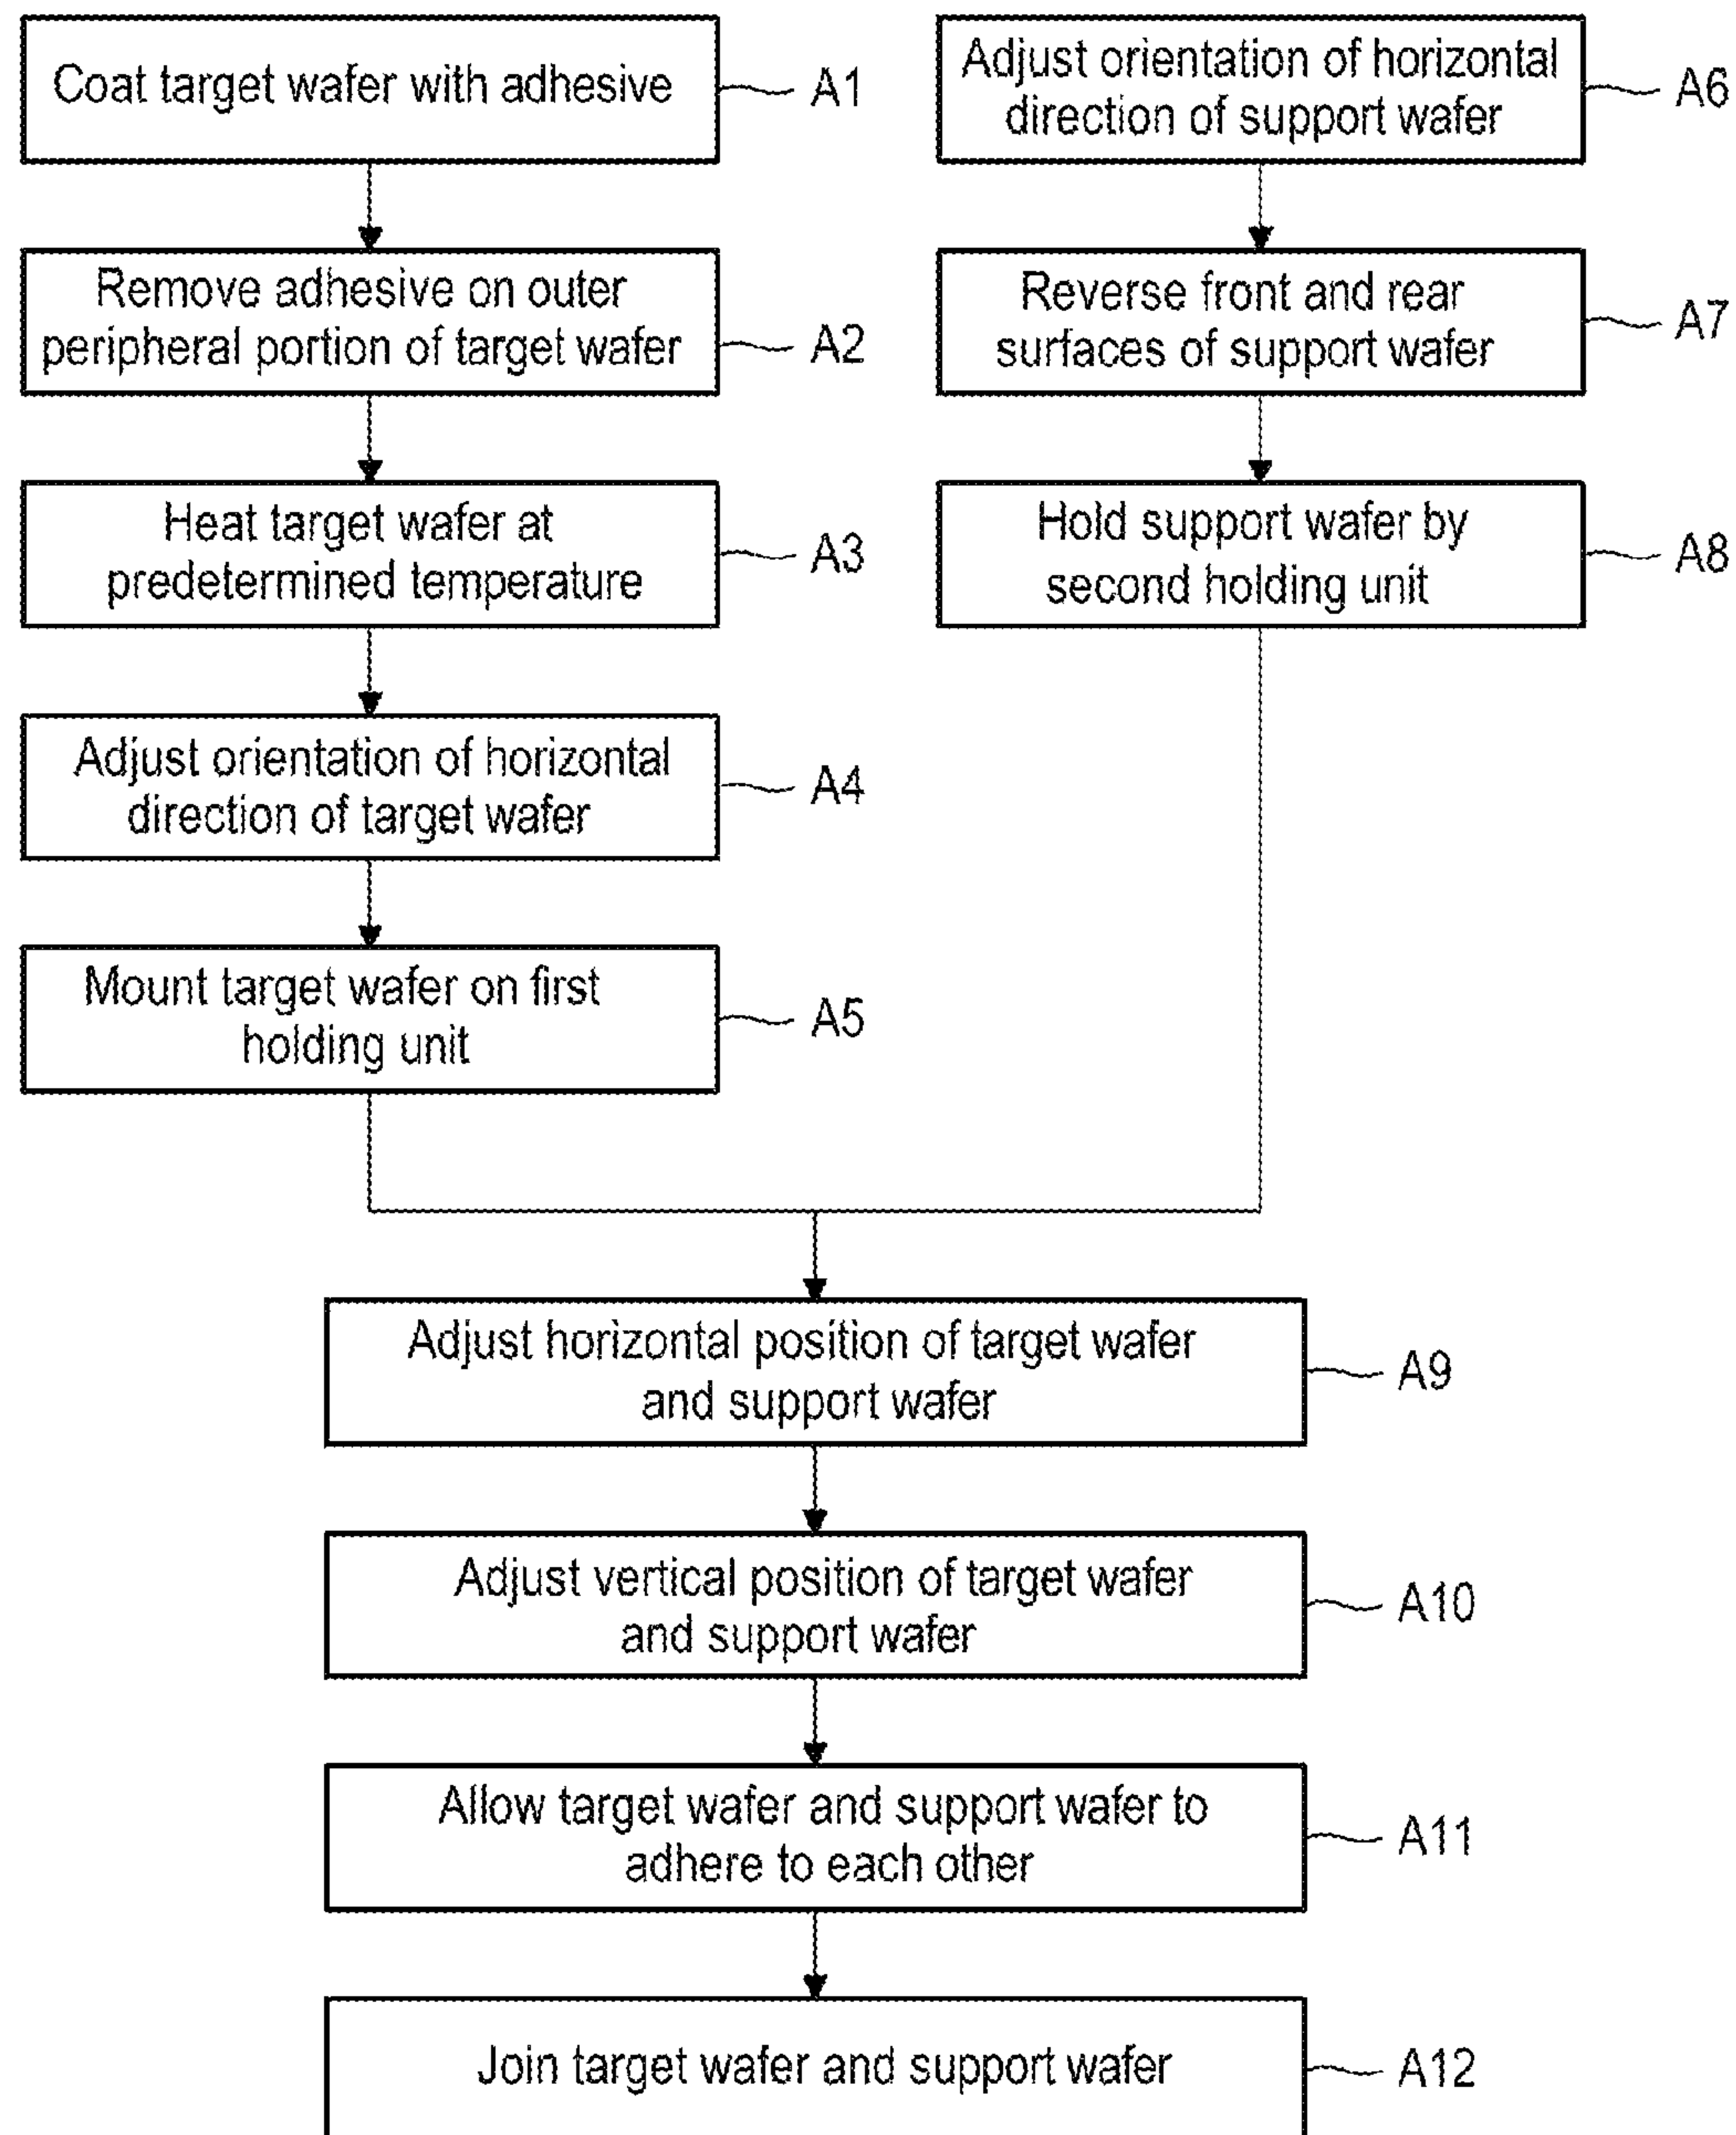 Coat target wafer with adhesive
A1
Remove adhesive on outer
peripheral portion of target wafer
A2
Heat target wafer at
predetermined temperature
A3
Adjust orientation of horizontal
direction of target wafer
A4
Mount target wafer on first
holding unit
A5
Adjust orientation of horizontal
direction of support wafer
A6
Reverse front and rear
surfaces of support wafer
A7
Hold support wafer by
second holding unit
A8
Adjust horizontal position of target wafer
and support wafer
A9
Adjust vertical position of target wafer
and support wafer
A10
Allow target wafer and support wafer to
adhere to each other
A11
Join target wafer and support wafer
A12